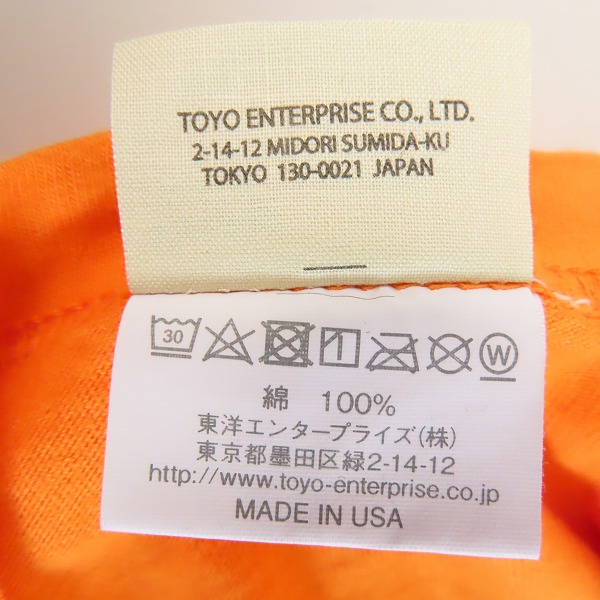 TOYO ENTERPRISE CO., LTD.
2-14-12 MIDORI SUMIDA-KU
TOKYO 130-0021 JAPAN
30 W
綿 100%
東洋エンタープライズ(株)
東京都墨田区緑2-14-12
http://www.toyo-enterprise.co.jp
MADE IN USA